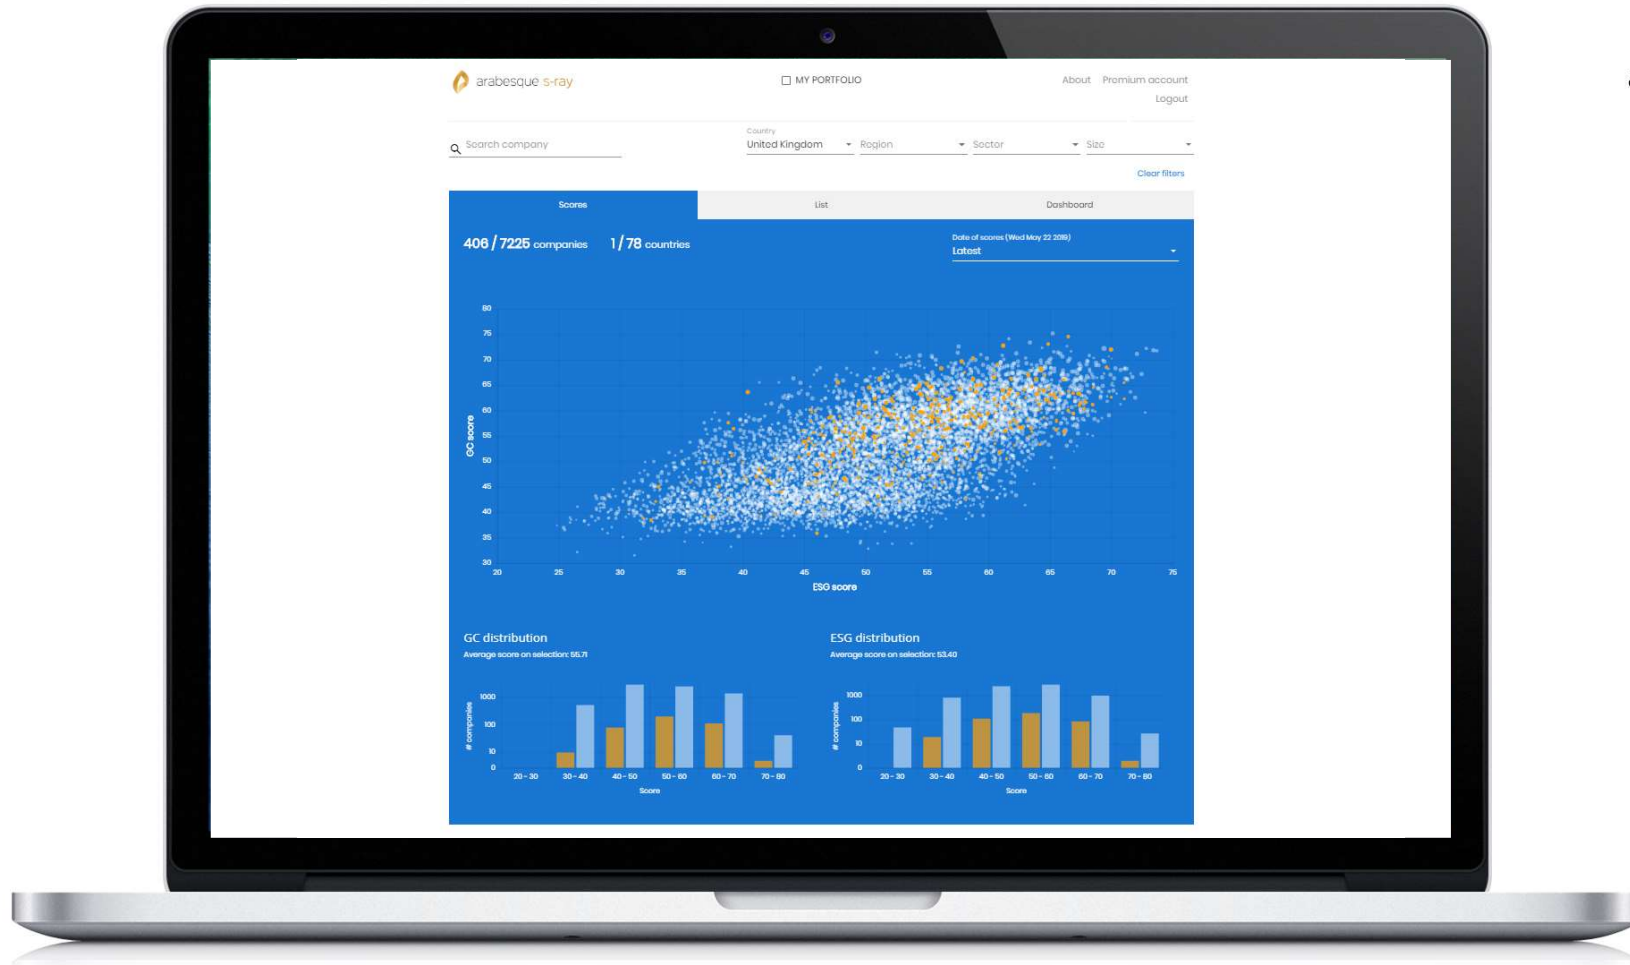 arabesque s-ray
MY PORTFOLIO
About Premium account
Logout
Search company
Country
United Kingdom Region Sector Size
Clear filters
Scores List Dashboard
406 / 7225 companies 1 / 78 countries
Date of scores (Wed May 22 2019)
Latest
80
75
70
65
60
55
50
45
40
35
30
GC score
20 25 30 35 40 45 50 55 60 65 70 75
ESG score
GC distribution
Average score on selection: 55.71
# companies
1000
100
10
0
20 - 30 30 - 40 40 - 50 50 - 60 60 - 70 70 - 80
Score
ESG distribution
Average score on selection: 53.40
# companies
1000
100
10
0
20 - 30 30 - 40 40 - 50 50 - 60 60 - 70 70 - 80
Score